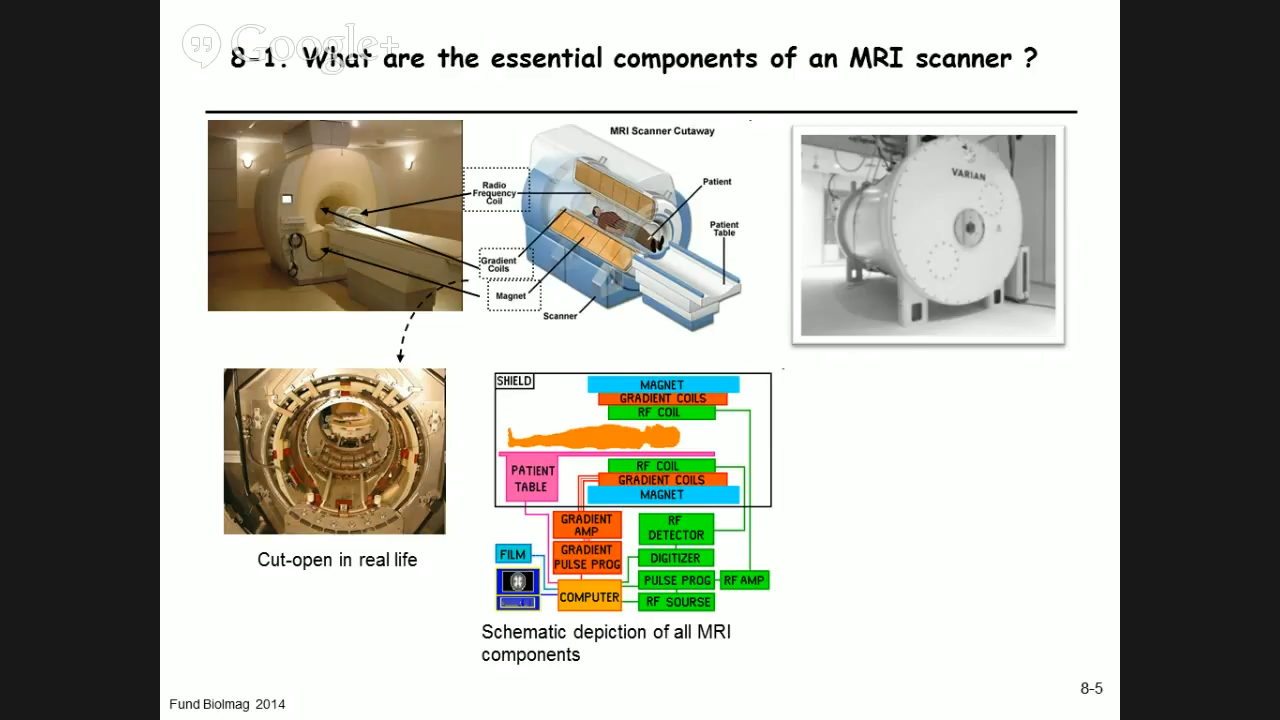 Google+
8-1. What are the essential components of an MRI scanner ?
MRI Scanner Cutaway
Radio
Frequency
Coil
Patient
Patient
Table
Gradient
Coils
Magnet
Scanner
VARIAN
Cut-open in real life
SHIELD
MAGNET
GRADIENT COILS
RF COIL
RF COIL
GRADIENT COILS
MAGNET
PATIENT
TABLE
GRADIENT
AMP
RF
DETECTOR
FILM
GRADIENT
PULSE PROG
DIGITIZER
COMPUTER
PULSE PROG
RF AMP
RF SOURSE
Schematic depiction of all MRI
components
8-5
Fund BioImag 2014